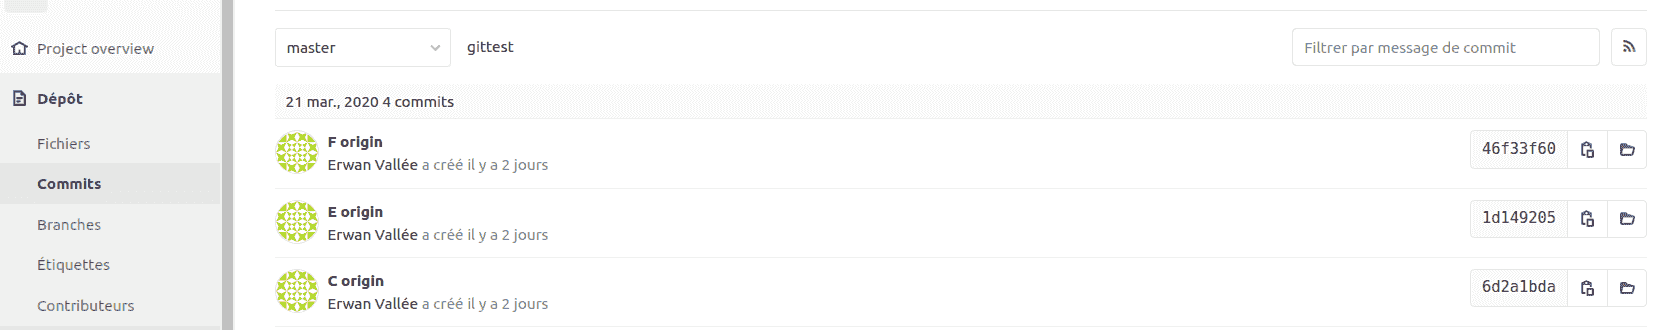 Project overview
Dépôt
Fichiers
Commits
Branches
Étiquettes
Contributeurs
master
gittest
Filtrer par message de commit
21 mar., 2020 4 commits
F origin
Erwan Vallée a créé il y a 2 jours
46f33f60
E origin
Erwan Vallée a créé il y a 2 jours
1d149205
C origin
Erwan Vallée a créé il y a 2 jours
6d2a1bda